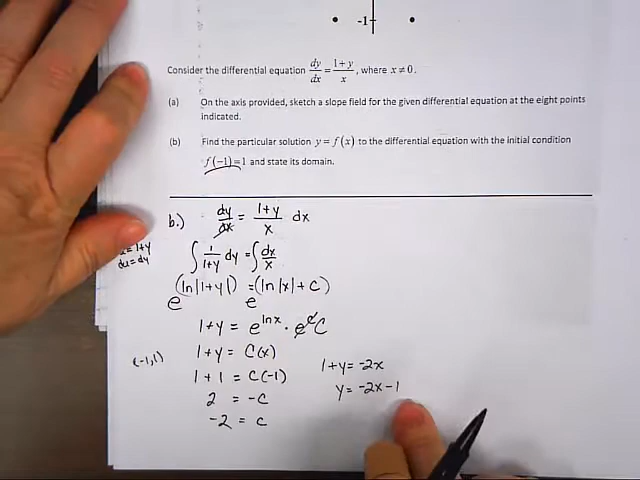 -1
Consider the differential equation dy/dx = 1+y/x, where x≠0.
(a) On the axis provided, sketch a slope field for the given differential equation at the eight points
indicated.
(b) Find the particular solution y = f(x) to the differential equation with the initial condition
f(-1)=1 and state its domain.
b.) dy/dx = 1+y/x dx
= 1+y
du = dy
∫ 1/1+y dy = ∫ dx/x
e^(ln|1+y|) = e^(ln|x| + C)
1+y = e^lnx · e^C C
(-1,1)
1+y = C(x)
1+1 = C(-1)
2 = -C
-2 = C
1+y = -2x
y = -2x-1